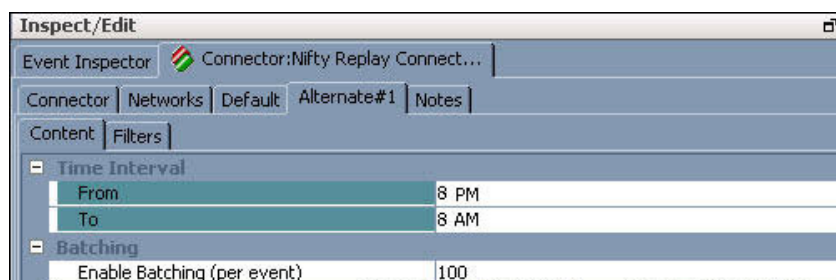 Inspect/Edit
Event Inspector Connector:Nifty Replay Connect...
Connector Networks Default Alternate#1 Notes
Content Filters
Time Interval
From 8 PM
To 8 AM
Batching
Enable Batching (per event) 100